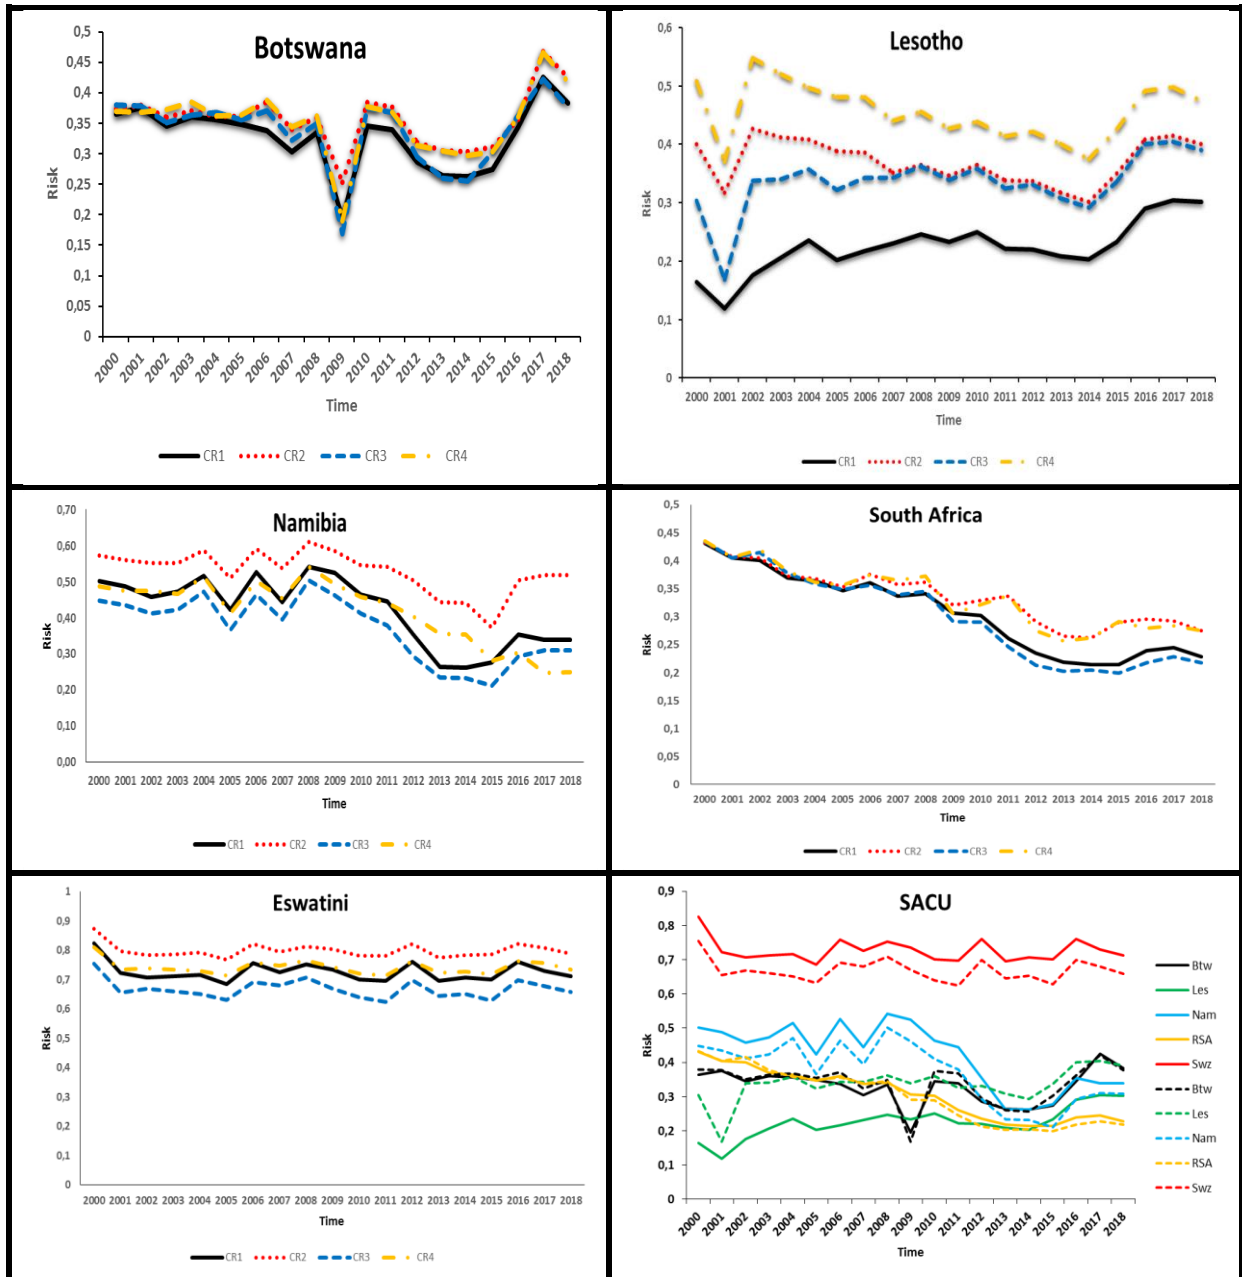 Botswana
0,5
0,45
0,4
0,35
0,3
0,25
0,2
0,15
0,1
0,05
0
Risk
2000 2001 2002 2003 2004 2005 2006 2007 2008 2009 2010 2011 2012 2013 2014 2015 2016 2017 2018
Time
CR1 CR2 CR3 CR4
Lesotho
0,6
0,5
0,4
0,3
0,2
0,1
0
Risk
2000 2001 2002 2003 2004 2005 2006 2007 2008 2009 2010 2011 2012 2013 2014 2015 2016 2017 2018
Time
CR1 CR2 CR3 CR4
Namibia
0,70
0,60
0,50
0,40
0,30
0,20
0,10
0,00
Risk
2000 2001 2002 2003 2004 2005 2006 2007 2008 2009 2010 2011 2012 2013 2014 2015 2016 2017 2018
Time
CR1 CR2 CR3 CR4
South Africa
0,5
0,45
0,4
0,35
0,3
0,25
0,2
0,15
0,1
0,05
0
Risk
2000 2001 2002 2003 2004 2005 2006 2007 2008 2009 2010 2011 2012 2013 2014 2015 2016 2017 2018
Time
CR1 CR2 CR3 CR4
Eswatini
1
0,9
0,8
0,7
0,6
0,5
0,4
0,3
0,2
0,1
0
Risk
2000 2001 2002 2003 2004 2005 2006 2007 2008 2009 2010 2011 2012 2013 2014 2015 2016 2017 2018
Time
CR1 CR2 CR3 CR4
SACU
0,9
0,8
0,7
0,6
0,5
0,4
0,3
0,2
0,1
0
Risk
2000 2001 2002 2003 2004 2005 2006 2007 2008 2009 2010 2011 2012 2013 2014 2015 2016 2017 2018
Time
Btw
Les
Nam
RSA
Swz
Btw
Les
Nam
RSA
Swz